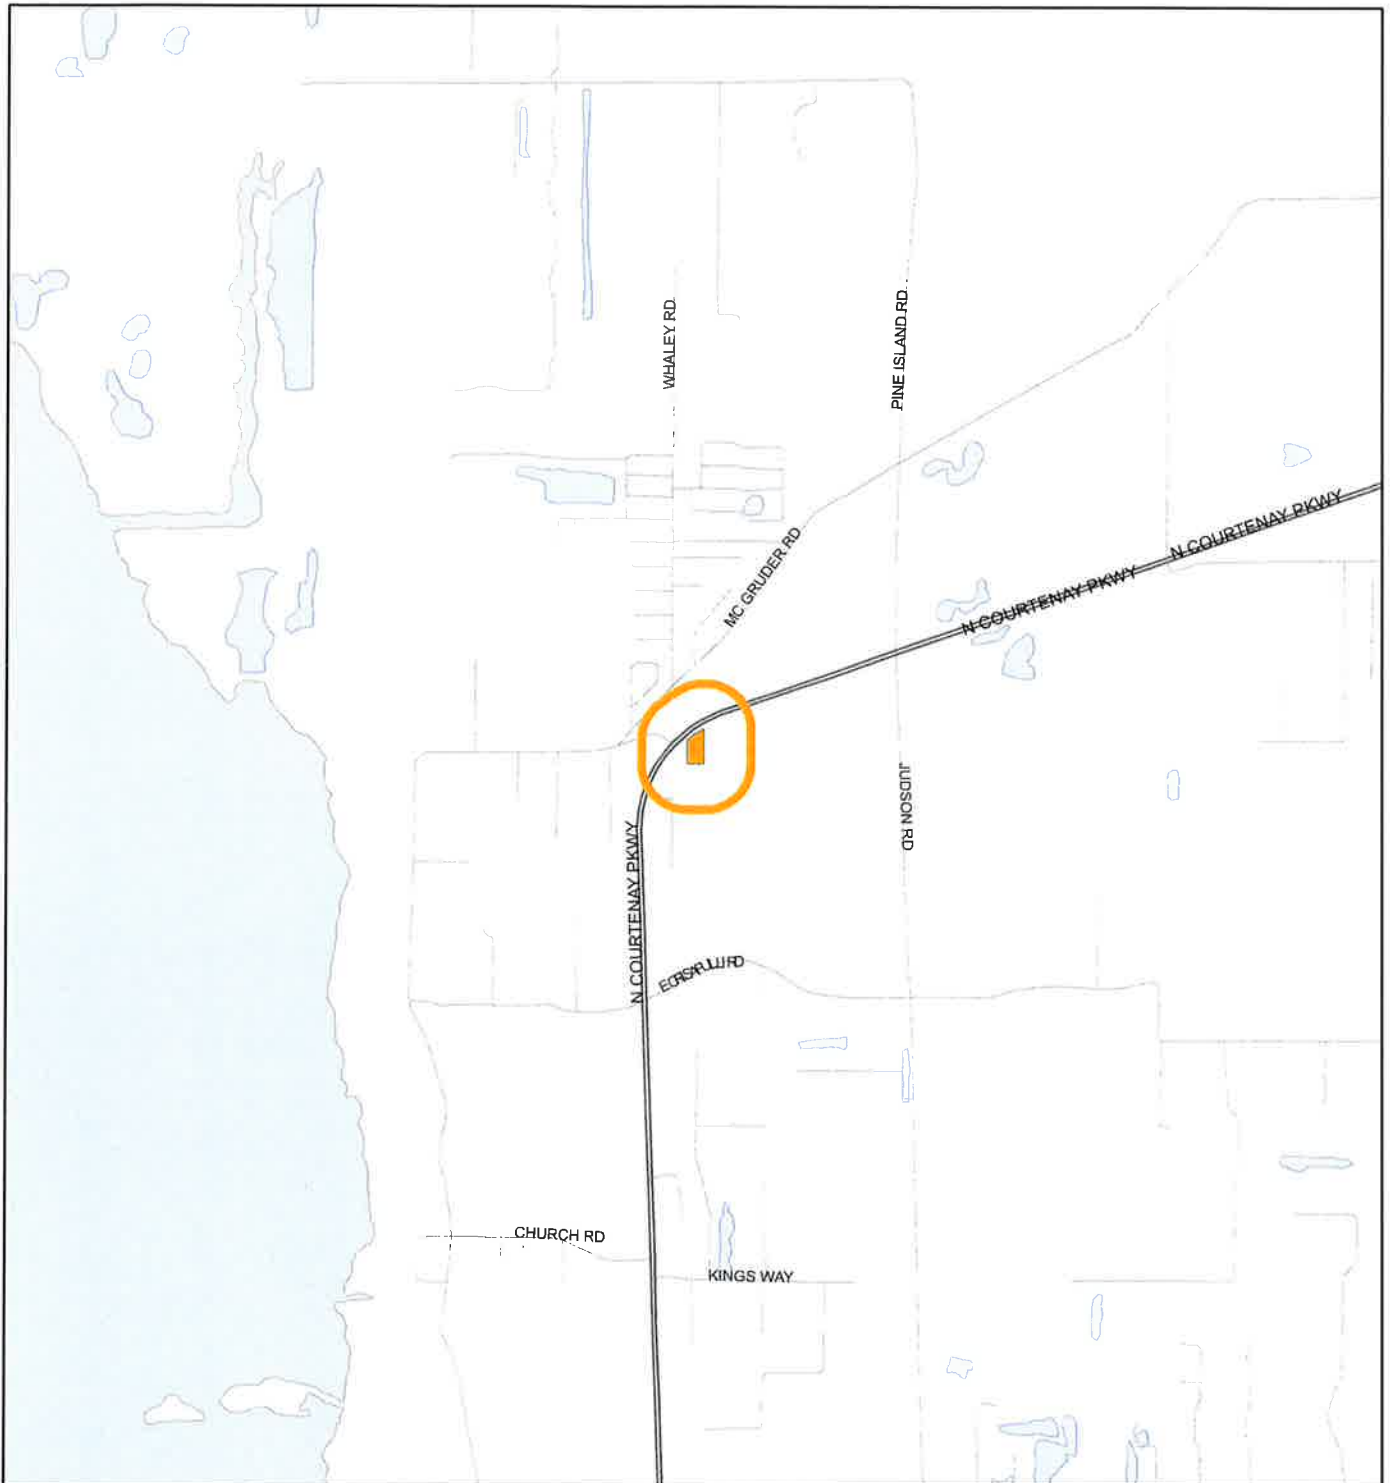 WHALEY RD
PINE ISLAND RD
N COURTENAY PKWY
N COURTENAY PKWY
MC GRUDER RD
JUDSON RD
N COURTENAY PKWY
CHURCH RD
KINGS WAY